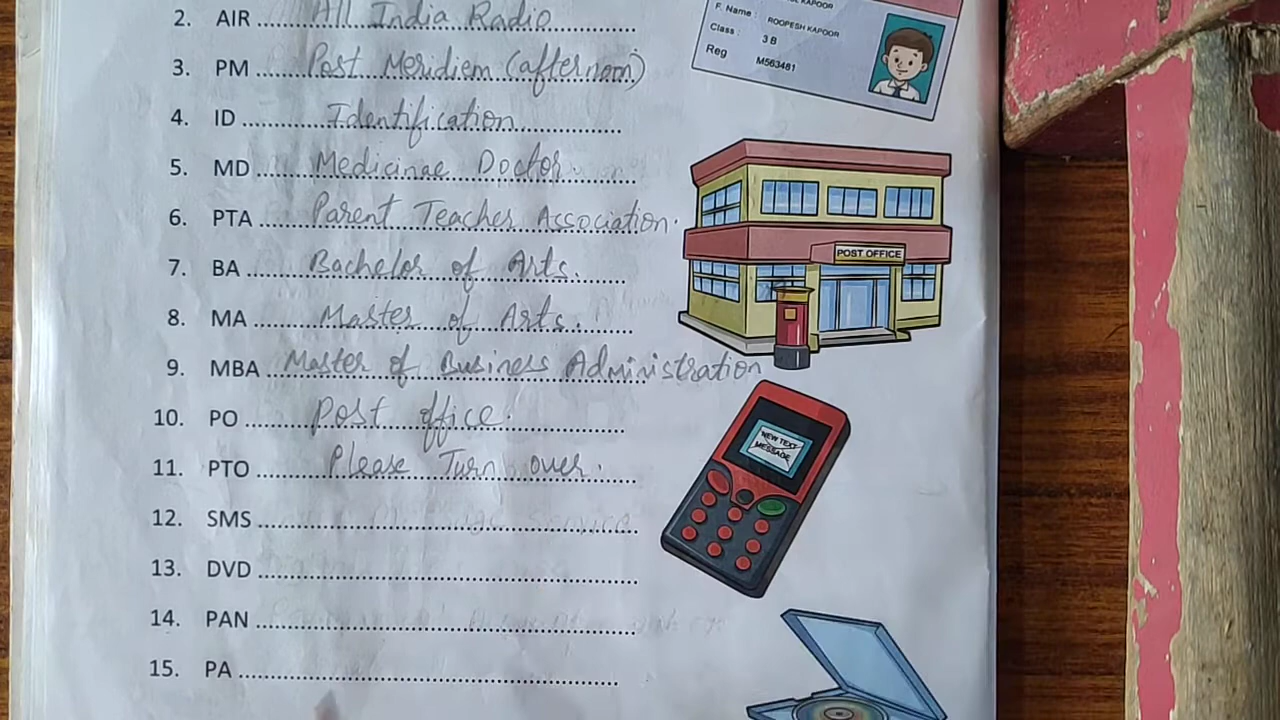 2. AIR All India Radio
F. Name : ROOPESH KAPOOR
Class : 3 B
Reg M563481
3. PM Post Meridiem (afternoon)
4. ID Identification
5. MD Medicinae Doctor.
6. PTA Parent Teacher Association.
7. BA Bachelor of Arts.
POST OFFICE
8. MA Master of Arts.
9. MBA Master of Business Administration
10. PO Post office.
NEW TEXT
MESSAGE
11. PTO Please Turn over.
12. SMS
13. DVD
14. PAN
15. PA